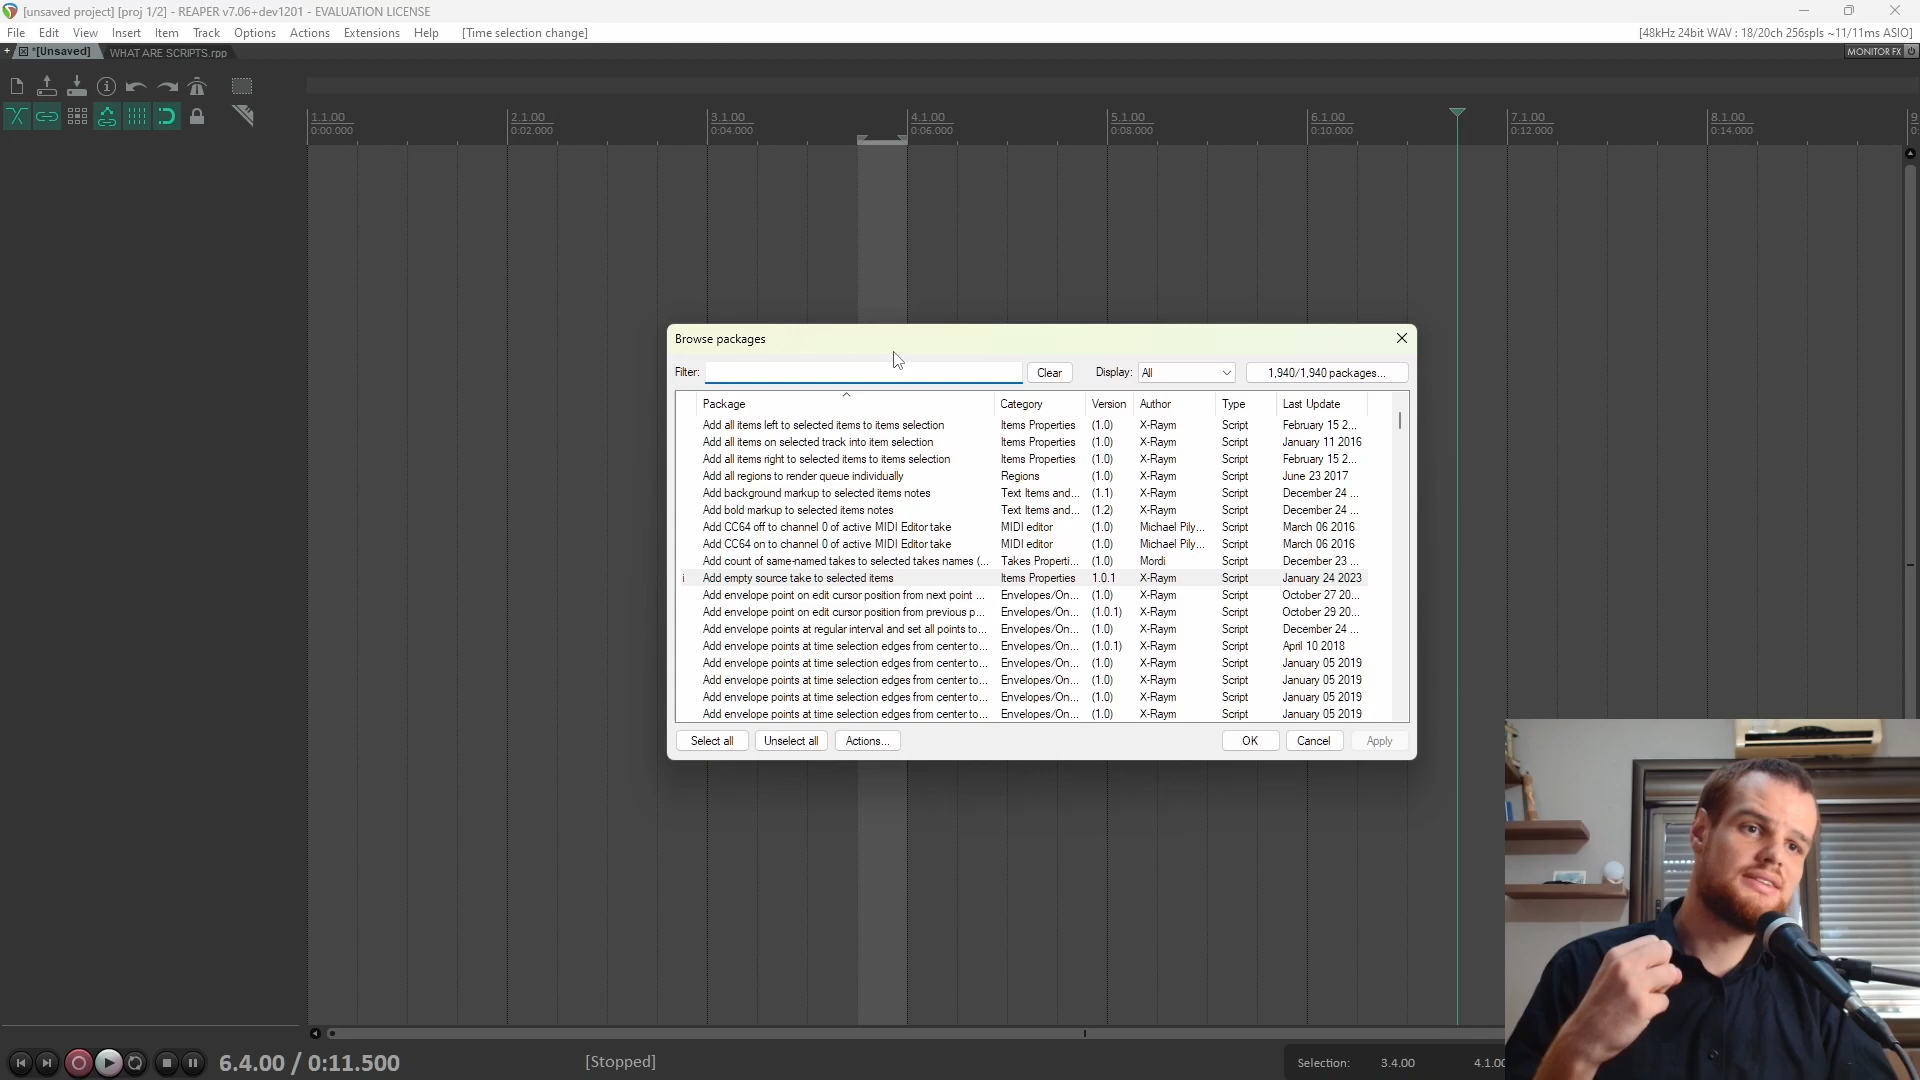 [unsaved project] [proj 1/2] - REAPER v7.06+dev1201 - EVALUATION LICENSE
File Edit View Insert Item Track Options Actions Extensions Help [Time selection change]
[48kHz 24bit WAV : 18/20ch 256spls ~11/11ms ASIO]
*[Unsaved] WHAT ARE SCRIPTS.rpp
MONITOR FX
1.1.00 2.1.00 3.1.00 4.1.00 5.1.00 6.1.00 7.1.00 8.1.00 9
0:00.000 0:02.000 0:04.000 0:06.000 0:08.000 0:10.000 0:12.000 0:14.000 0:
Browse packages
Filter: Clear Display: All 1,940/1,940 packages...
Package Category Version Author Type Last Update
Add all items left to selected items to items selection Items Properties (1.0) X-Raym Script February 15 2...
Add all items on selected track into item selection Items Properties (1.0) X-Raym Script January 11 2016
Add all items right to selected items to items selection Items Properties (1.0) X-Raym Script February 15 2...
Add all regions to render queue individually Regions (1.0) X-Raym Script June 23 2017
Add background markup to selected items notes Text Items and... (1.1) X-Raym Script December 24 ...
Add bold markup to selected items notes Text Items and... (1.2) X-Raym Script December 24 ...
Add CC64 off to channel 0 of active MIDI Editor take MIDI editor (1.0) Michael Pily... Script March 06 2016
Add CC64 on to channel 0 of active MIDI Editor take MIDI editor (1.0) Michael Pily... Script March 06 2016
Add count of same-named takes to selected takes names (... Takes Properti... (1.0) Mordi Script December 23 ...
i Add empty source take to selected items Items Properties 1.0.1 X-Raym Script January 24 2023
Add envelope point on edit cursor position from next point ... Envelopes/On... (1.0) X-Raym Script October 27 20...
Add envelope point on edit cursor position from previous p... Envelopes/On... (1.0.1) X-Raym Script October 29 20...
Add envelope points at regular interval and set all points to... Envelopes/On... (1.0) X-Raym Script December 24 ...
Add envelope points at time selection edges from center to... Envelopes/On... (1.0.1) X-Raym Script April 10 2018
Add envelope points at time selection edges from center to... Envelopes/On... (1.0) X-Raym Script January 05 2019
Add envelope points at time selection edges from center to... Envelopes/On... (1.0) X-Raym Script January 05 2019
Add envelope points at time selection edges from center to... Envelopes/On... (1.0) X-Raym Script January 05 2019
Add envelope points at time selection edges from center to... Envelopes/On... (1.0) X-Raym Script January 05 2019
Select all Unselect all Actions... OK Cancel Apply
6.4.00 / 0:11.500 [Stopped] Selection: 3.4.00 4.1.00